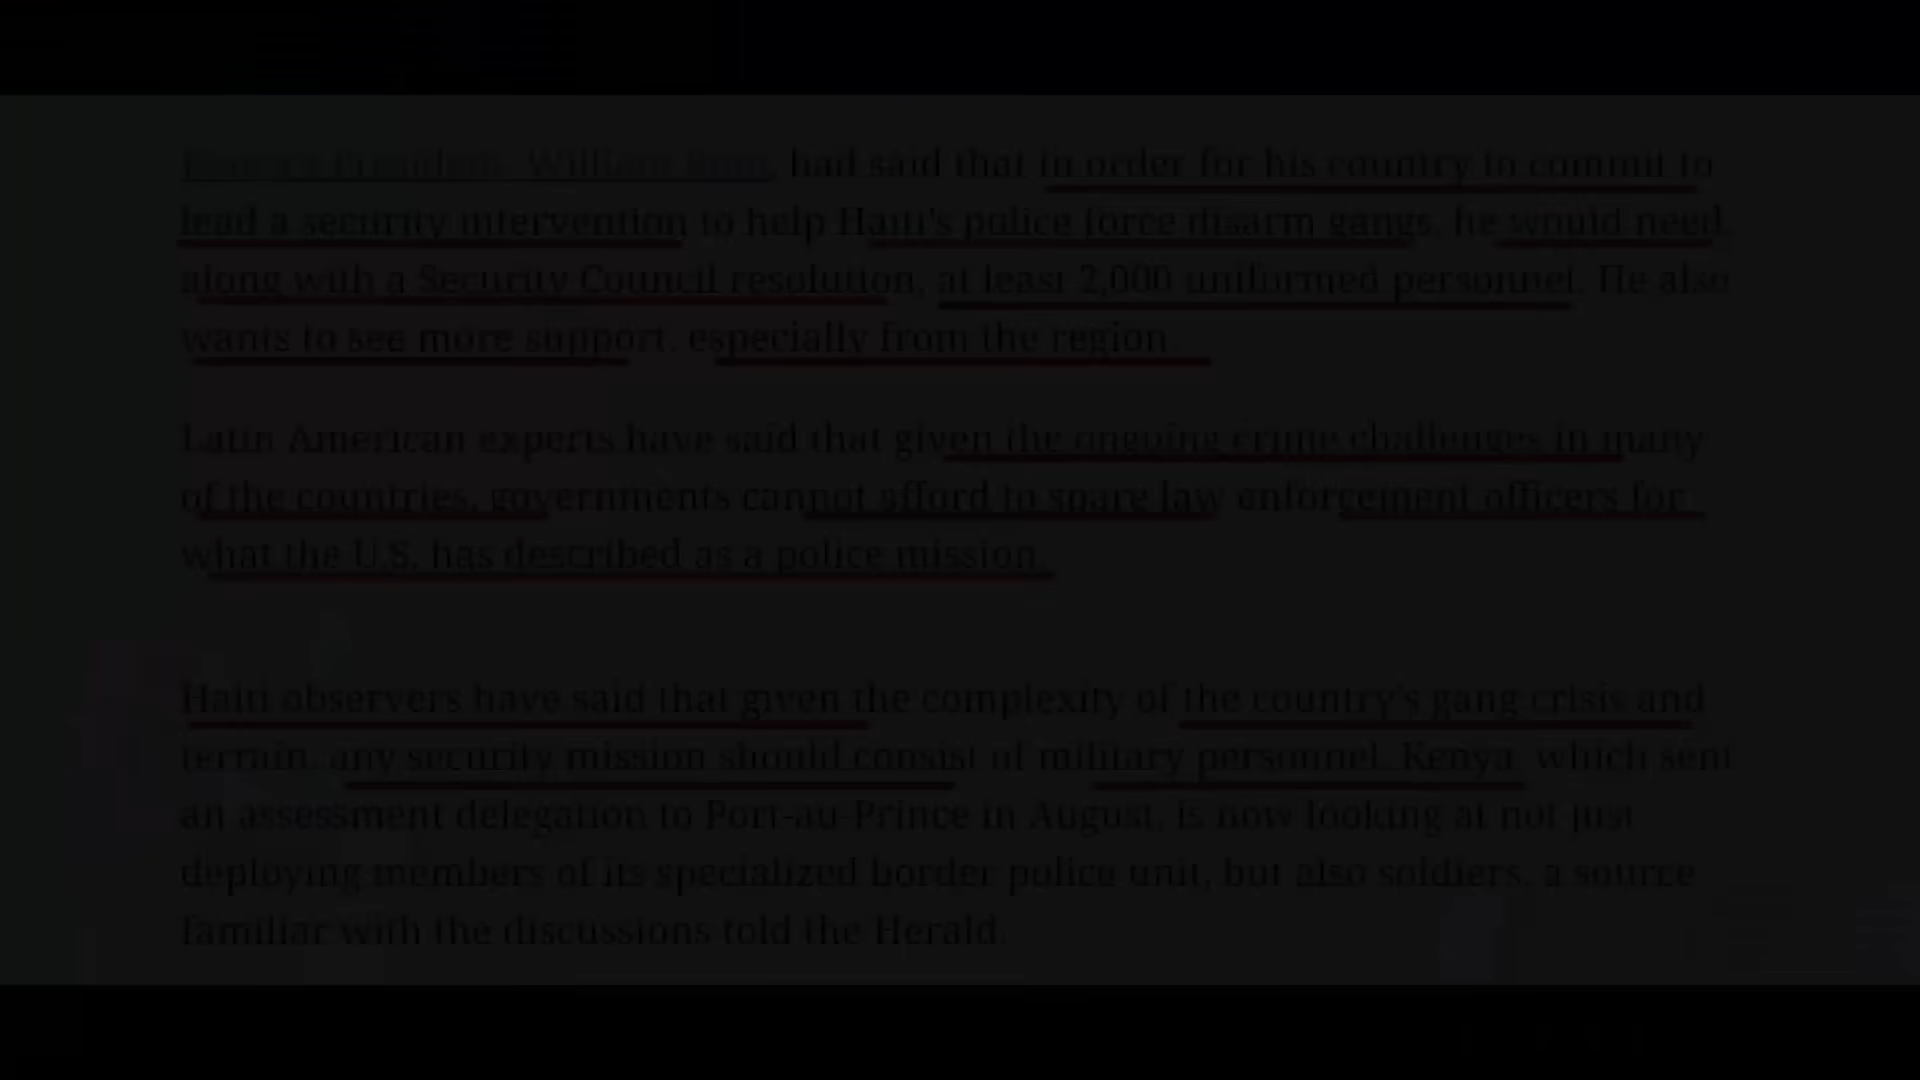 Kenya's President, William Ruto, had said that in order for his country to commit to
lead a security intervention to help Haiti's police force disarm gangs, he would need,
along with a Security Council resolution, at least 2,000 uniformed personnel. He also
wants to see more support, especially from the region.
Latin American experts have said that given the ongoing crime challenges in many
of the countries, governments cannot afford to spare law enforcement officers for
what the U.S. has described as a police mission.
Haiti observers have said that given the complexity of the country's gang crisis and
terrain, any security mission should consist of military personnel. Kenya, which sent
an assessment delegation to Port-au-Prince in August, is now looking at not just
deploying members of its specialized border police unit, but also soldiers, a source
familiar with the discussions told the Herald.